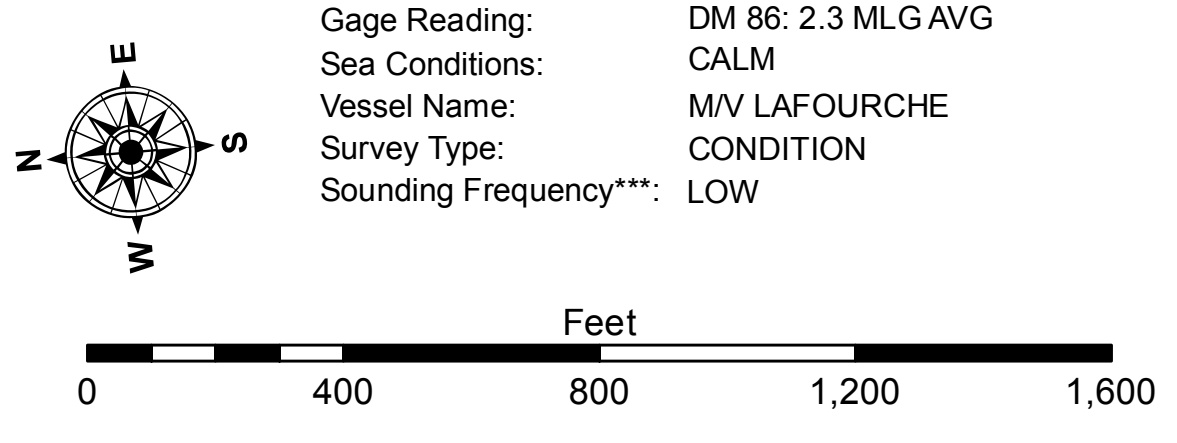 Gage Reading: DM 86: 2.3 MLG AVG
Sea Conditions: CALM
Vessel Name: M/V LAFOURCHE
Survey Type: CONDITION
Sounding Frequency***: LOW
E
N
S
W
Feet
0 400 800 1,200 1,600